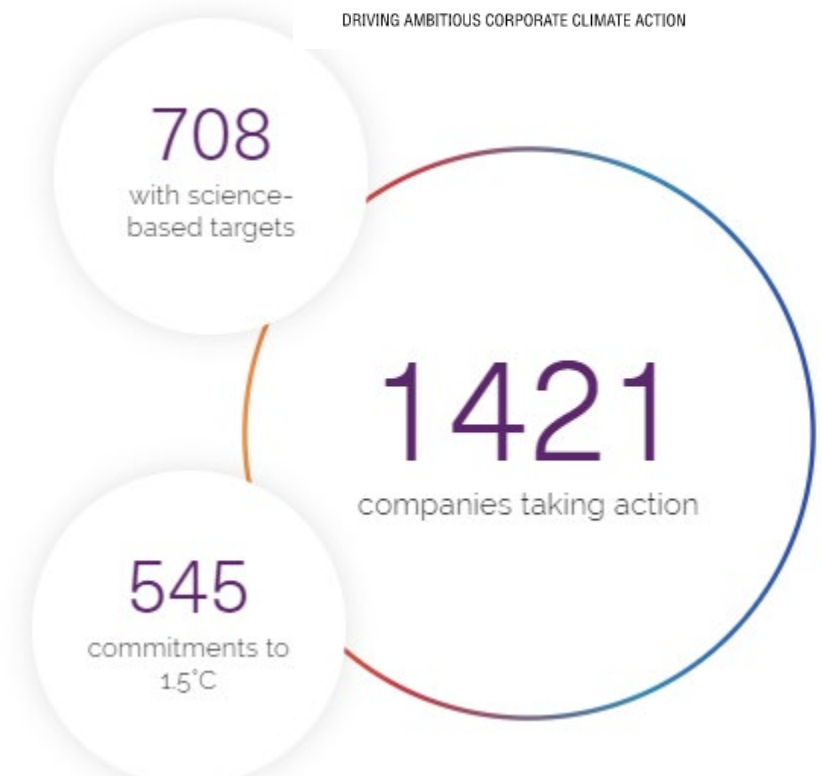 DRIVING AMBITIOUS CORPORATE CLIMATE ACTION
708
with science-
based targets
1421
companies taking action
545
commitments to
1.5°C